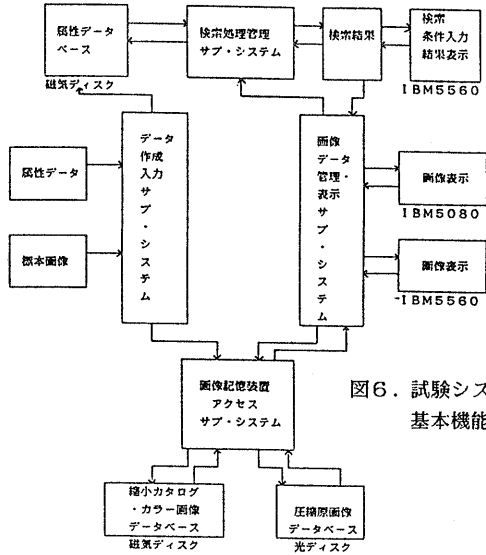 属性データ
ベース
磁気ディスク
検索処理管理
サブ・システム
検索結果
検索
条件入力
結果表示
IBM5560
属性データ
標本画像
データ
作成
入力
サ
ブ
・
シ
ス
テ
ム
画像
データ
管理・
表示
サ
ブ
・
シ
ス
テ
ム
画像表示
IBM5080
画像表示
IBM5560
画像記憶装置
アクセス
サブ・システム
縮小カタログ
・カラー画像
データベース
磁気ディスク
圧縮原画像
データベース
光ディスク
図6. 試験シス
基本機能